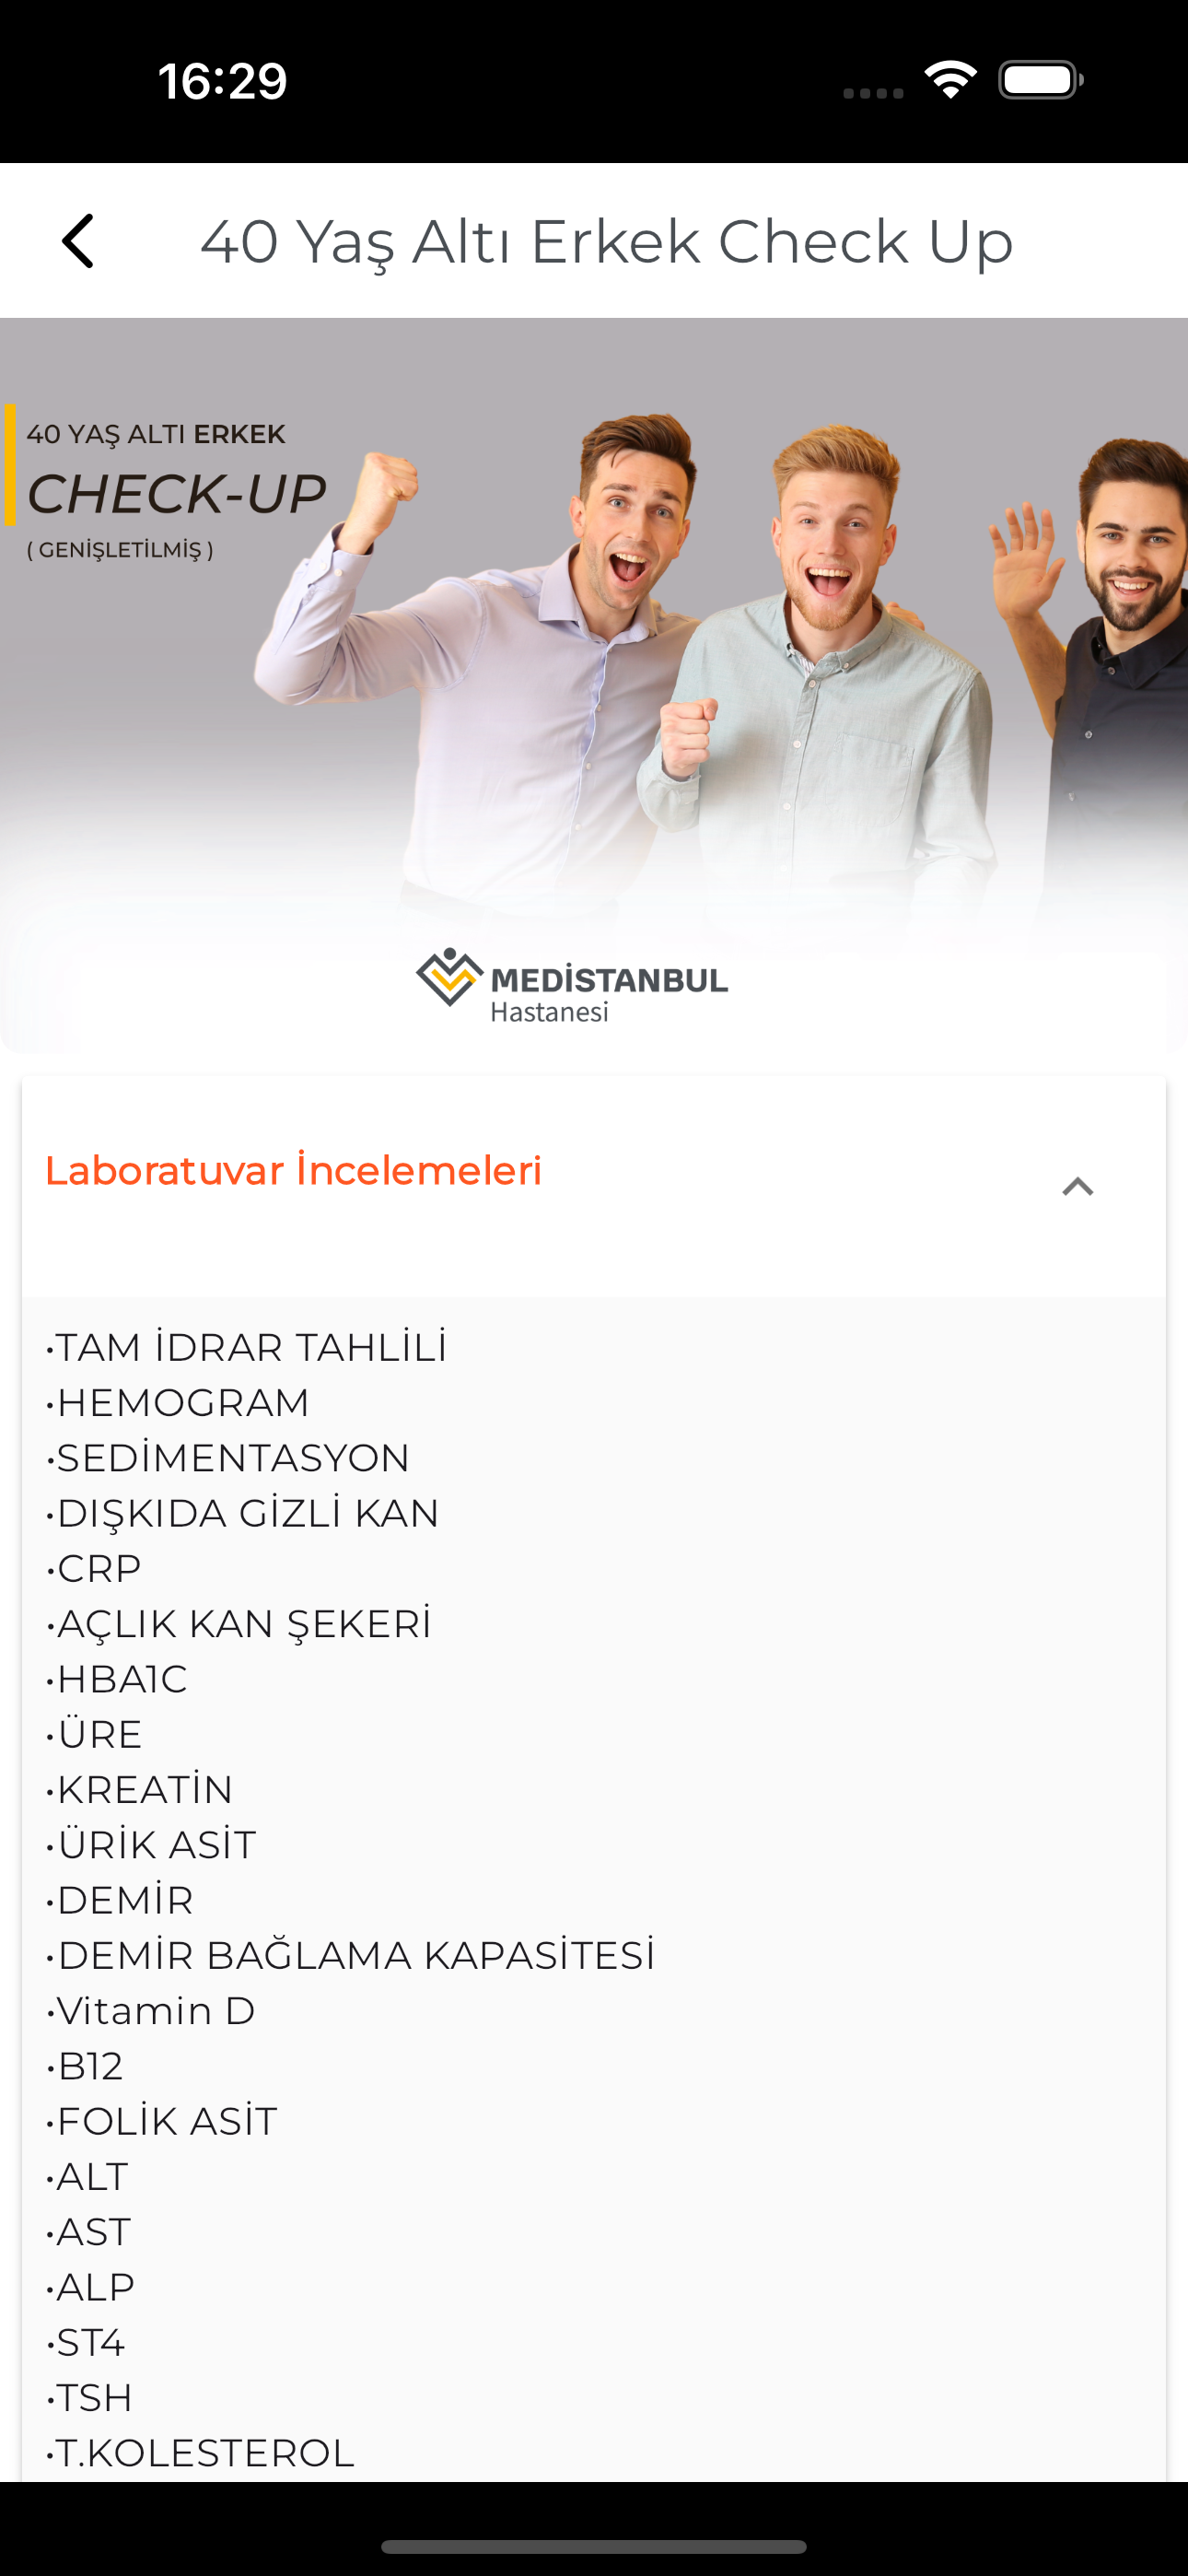 16:29
40 Yaş Altı Erkek Check Up
40 YAŞ ALTI ERKEK
CHECK-UP
( GENİŞLETİLMİŞ )
MEDİSTANBUL
Hastanesi
Laboratuvar İncelemeleri
•TAM İDRAR TAHLİLİ
•HEMOGRAM
•SEDİMENTASYON
•DIŞKIDA GİZLİ KAN
•CRP
•AÇLIK KAN ŞEKERİ
•HBA1C
•ÜRE
•KREATİN
•ÜRİK ASİT
•DEMİR
•DEMİR BAĞLAMA KAPASİTESİ
•Vitamin D
•B12
•FOLİK ASİT
•ALT
•AST
•ALP
•ST4
•TSH
•T.KOLESTEROL